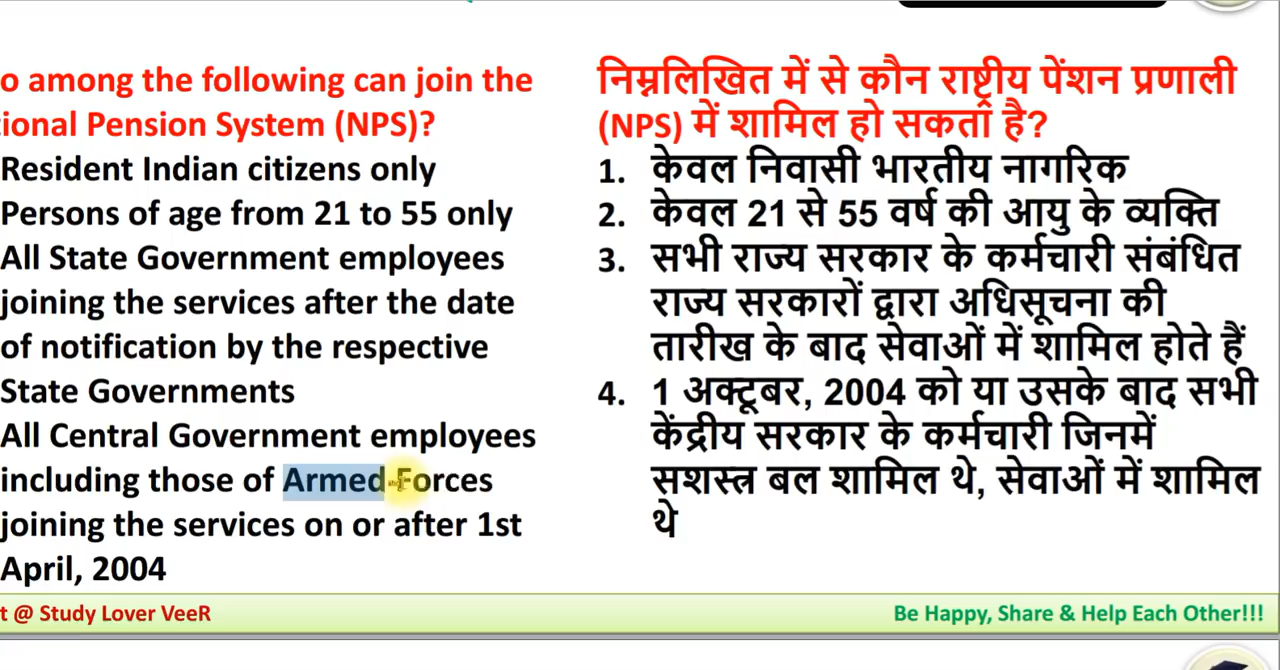 o among the following can join the
tional Pension System (NPS)?
Resident Indian citizens only
Persons of age from 21 to 55 only
All State Government employees
joining the services after the date
of notification by the respective
State Governments
All Central Government employees
including those of Armed Forces
joining the services on or after 1st
April, 2004
निम्नलिखित में से कौन राष्ट्रीय पेंशन प्रणाली
(NPS) में शामिल हो सकता है?
1. केवल निवासी भारतीय नागरिक
2. केवल 21 से 55 वर्ष की आयु के व्यक्ति
3. सभी राज्य सरकार के कर्मचारी संबंधित
राज्य सरकारों द्वारा अधिसूचना की
तारीख के बाद सेवाओं में शामिल होते हैं
4. 1 अक्टूबर, 2004 को या उसके बाद सभी
केंद्रीय सरकार के कर्मचारी जिनमें
सशस्त्र बल शामिल थे, सेवाओं में शामिल
थे
t @ Study Lover VeeR
Be Happy, Share & Help Each Other!!!